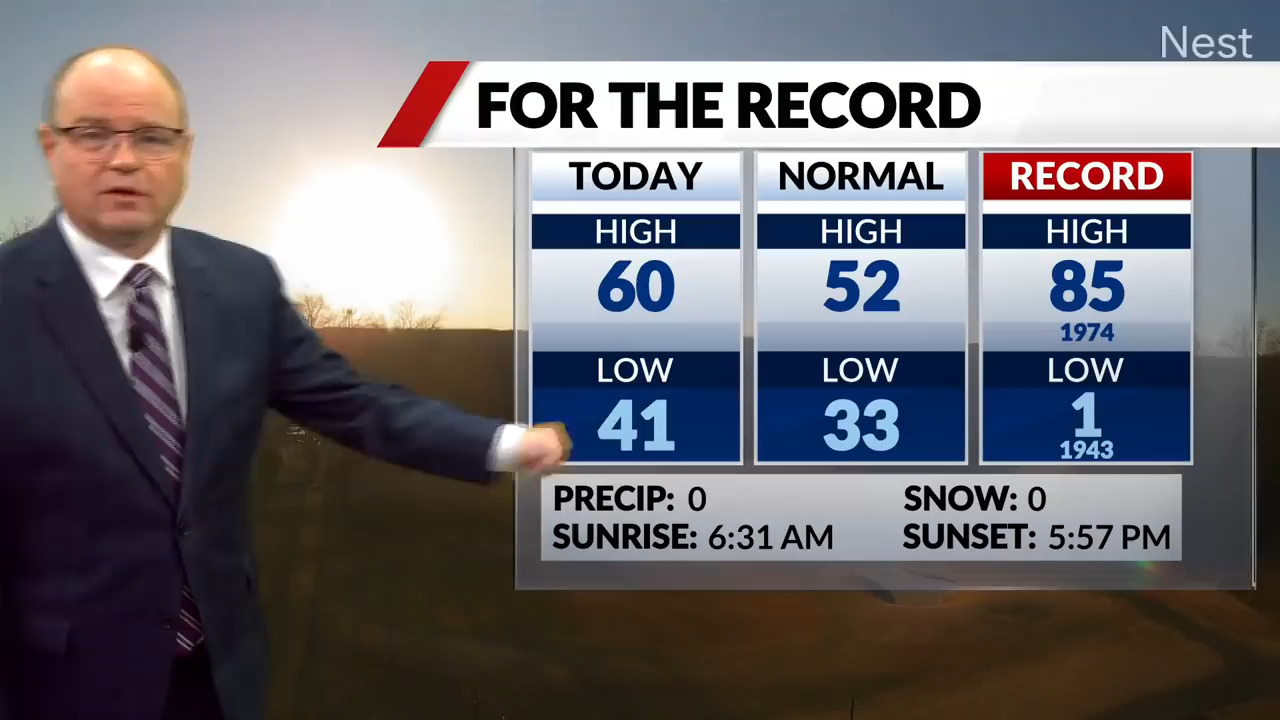 Nest
FOR THE RECORD
TODAY
HIGH
60
LOW
41
NORMAL
HIGH
52
LOW
33
RECORD
HIGH
85
1974
LOW
1
1943
PRECIP: 0
SNOW: 0
SUNRISE: 6:31 AM
SUNSET: 5:57 PM